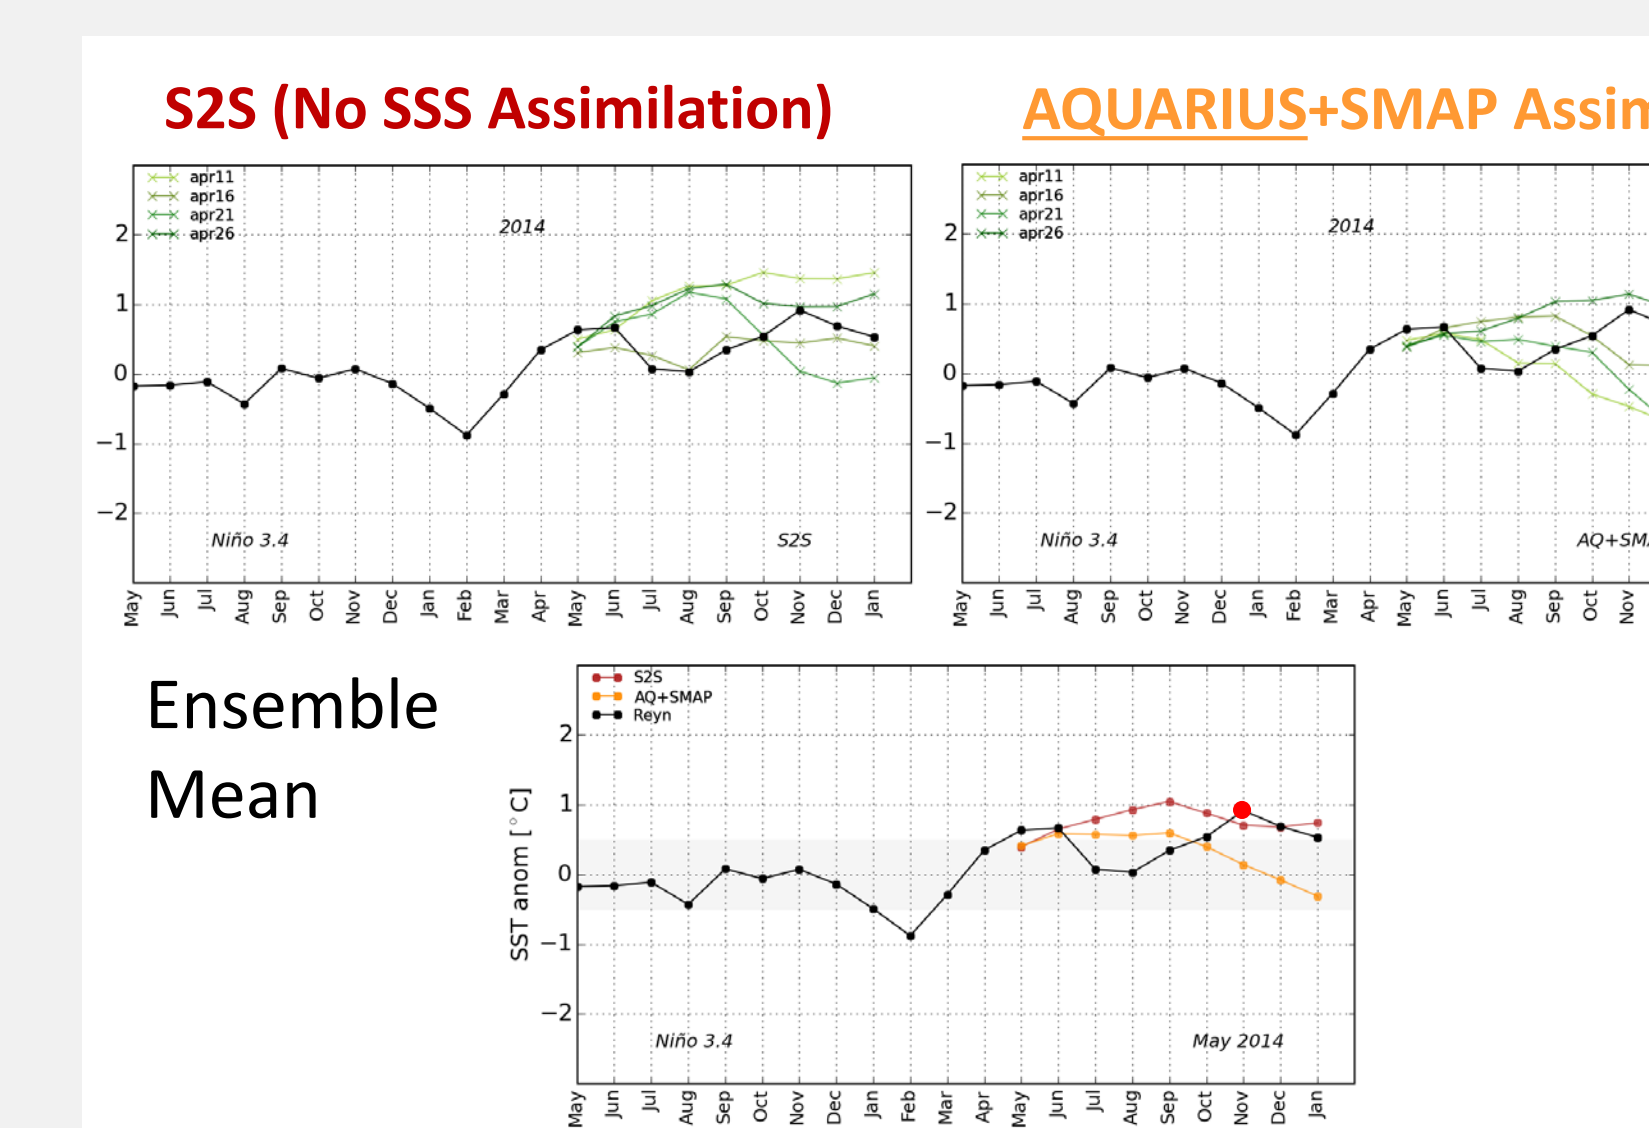 S2S (No SSS Assimilation)
AQUARIUS+SMAP Assim
apr11
apr16
apr21
apr26
2014
2
1
0
−1
−2
Niño 3.4
S2S
May Jun Jul Aug Sep Oct Nov Dec Jan Feb Mar Apr May Jun Jul Aug Sep Oct Nov Dec Jan
apr11
apr16
apr21
apr26
2014
2
1
0
−1
−2
Niño 3.4
AQ+SM
May Jun Jul Aug Sep Oct Nov Dec Jan Feb Mar Apr May Jun Jul Aug Sep Oct Nov
Ensemble
Mean
S2S
AQ+SMAP
Reyn
2
1
0
−1
−2
SST anom [°C]
Niño 3.4
May 2014
May Jun Jul Aug Sep Oct Nov Dec Jan Feb Mar Apr May Jun Jul Aug Sep Oct Nov Dec Jan